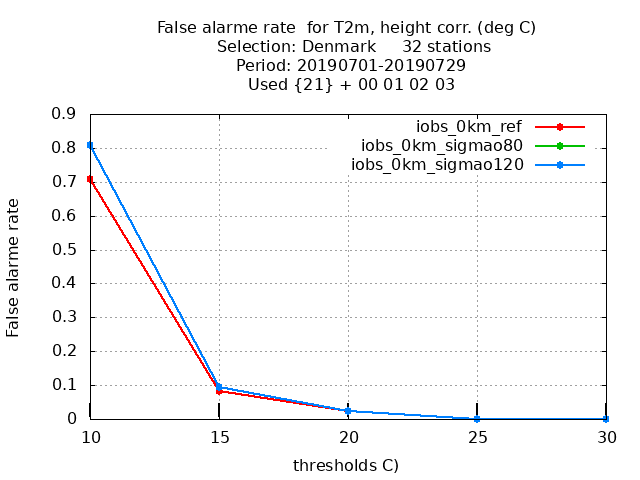 False alarme rate  for T2m, height corr. (deg C)
Selection: Denmark     32 stations
Period: 20190701-20190729
Used {21} + 00 01 02 03
iobs_0km_ref
iobs_0km_sigmao80
iobs_0km_sigmao120
False alarme rate
0.9
0.8
0.7
0.6
0.5
0.4
0.3
0.2
0.1
0
10 15 20 25 30
thresholds C)